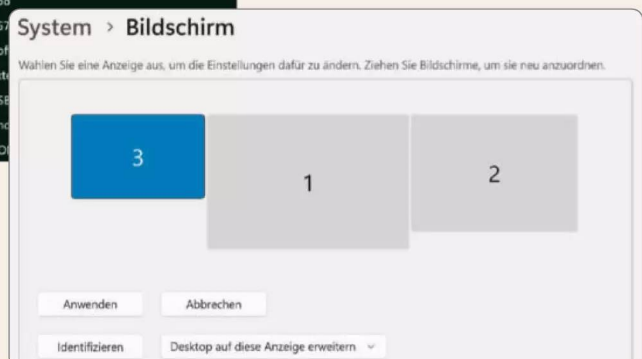 System > Bildschirm
Wählen Sie eine Anzeige aus, um die Einstellungen dafür zu ändern. Ziehen Sie Bildschirme, um sie neu anzuordnen.
3
1
2
Anwenden
Abbrechen
Identifizieren
Desktop auf diese Anzeige erweitern